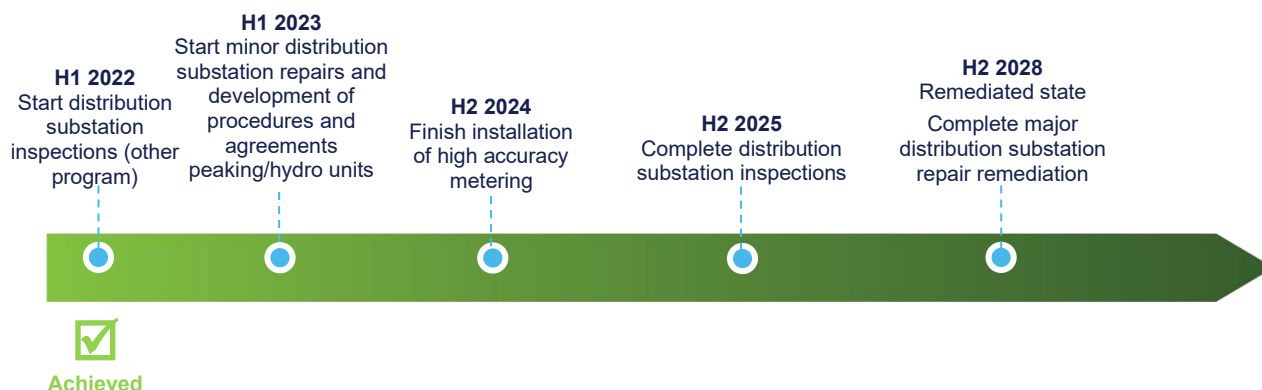 H1 2022
Start distribution
substation
inspections (other
program)
H1 2023
Start minor distribution
substation repairs and
development of
procedures and
agreements
peaking/hydro units
H2 2024
Finish installation
of high accuracy
metering
H2 2025
Complete distribution
substation inspections
H2 2028
Remediated state
Complete major
distribution substation
repair remediation
Achieved